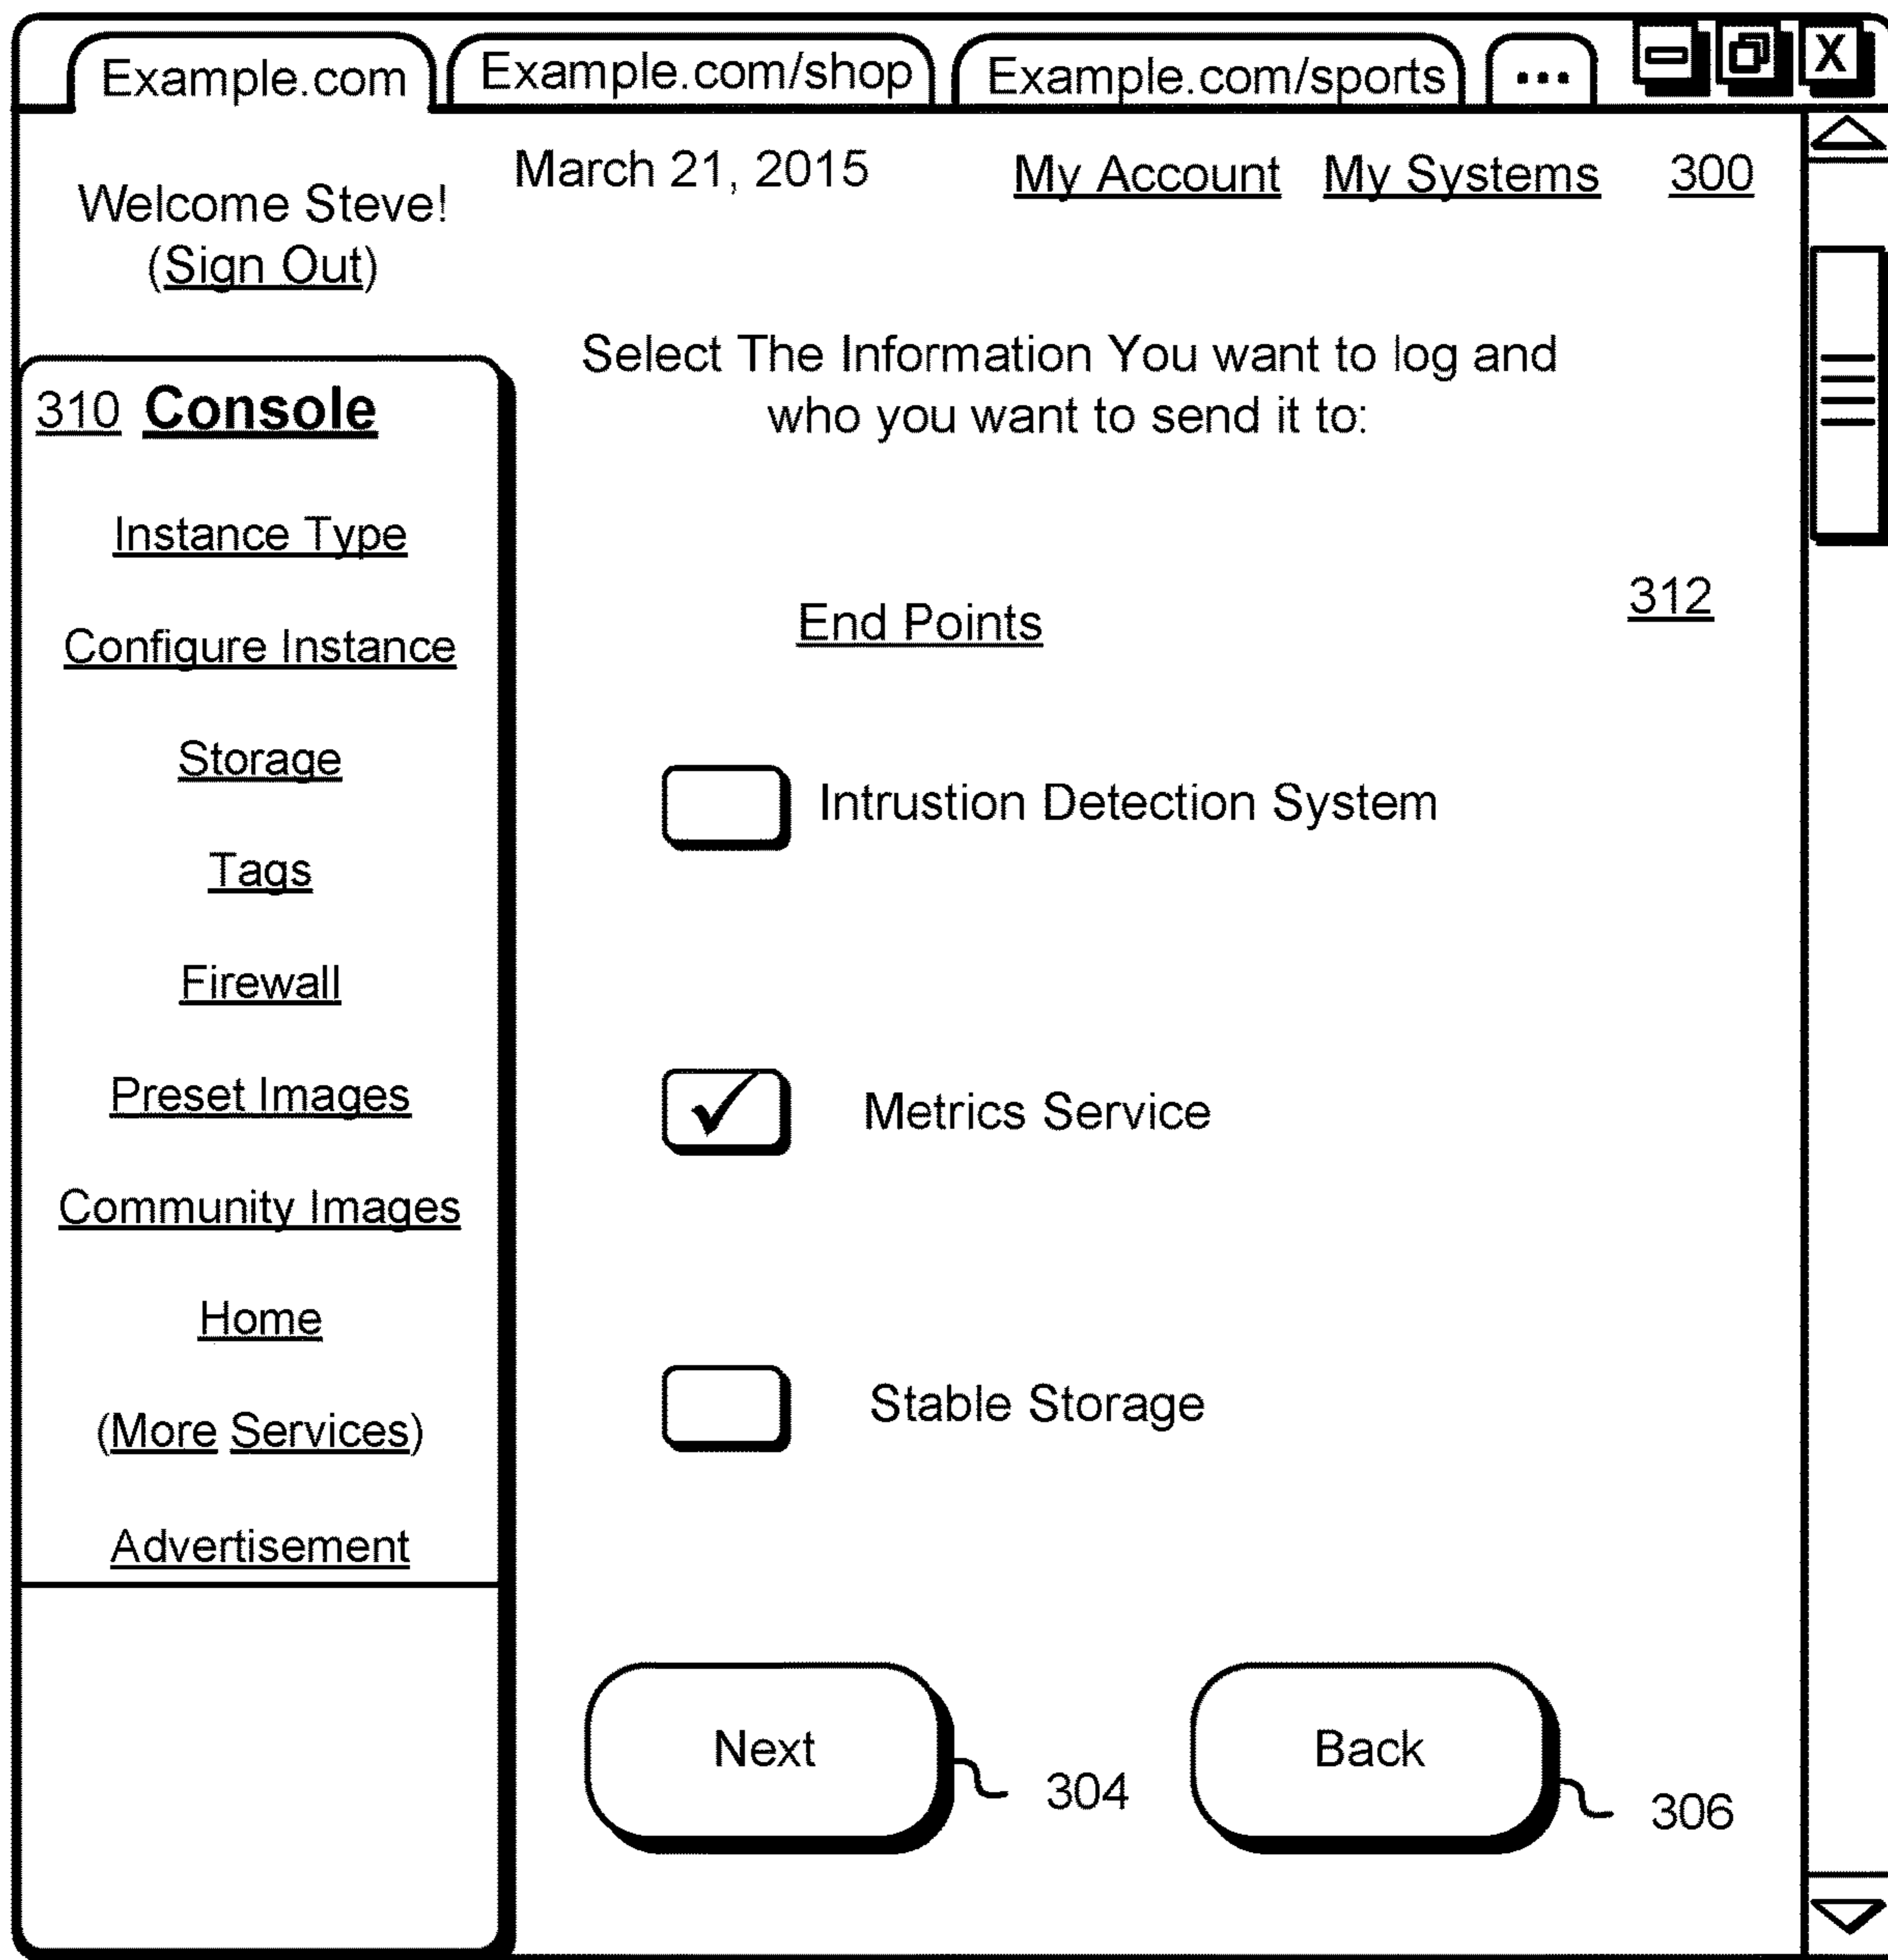 Example.com
Example.com/shop
Example.com/sports
...
X
March 21, 2015
My Account
My Systems
300
Welcome Steve!
(Sign Out)
Select The Information You want to log and
who you want to send it to:
310 Console
Instance Type
Configure Instance
Storage
Tags
Firewall
Preset Images
Community Images
Home
(More Services)
Advertisement
End Points
312
Intrustion Detection System
Metrics Service
Stable Storage
Next
304
Back
306